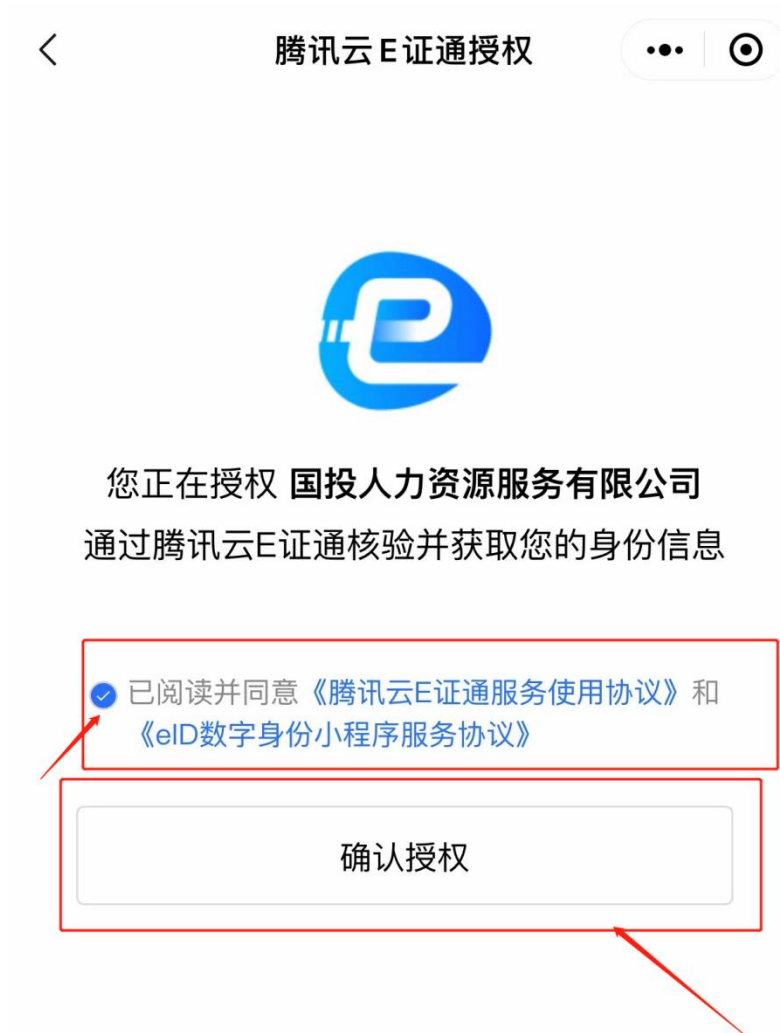 腾讯云E证通授权
您正在授权 国投人力资源服务有限公司
通过腾讯云E证通核验并获取您的身份信息
已阅读并同意《腾讯云E证通服务使用协议》和
《eID数字身份小程序服务协议》
确认授权